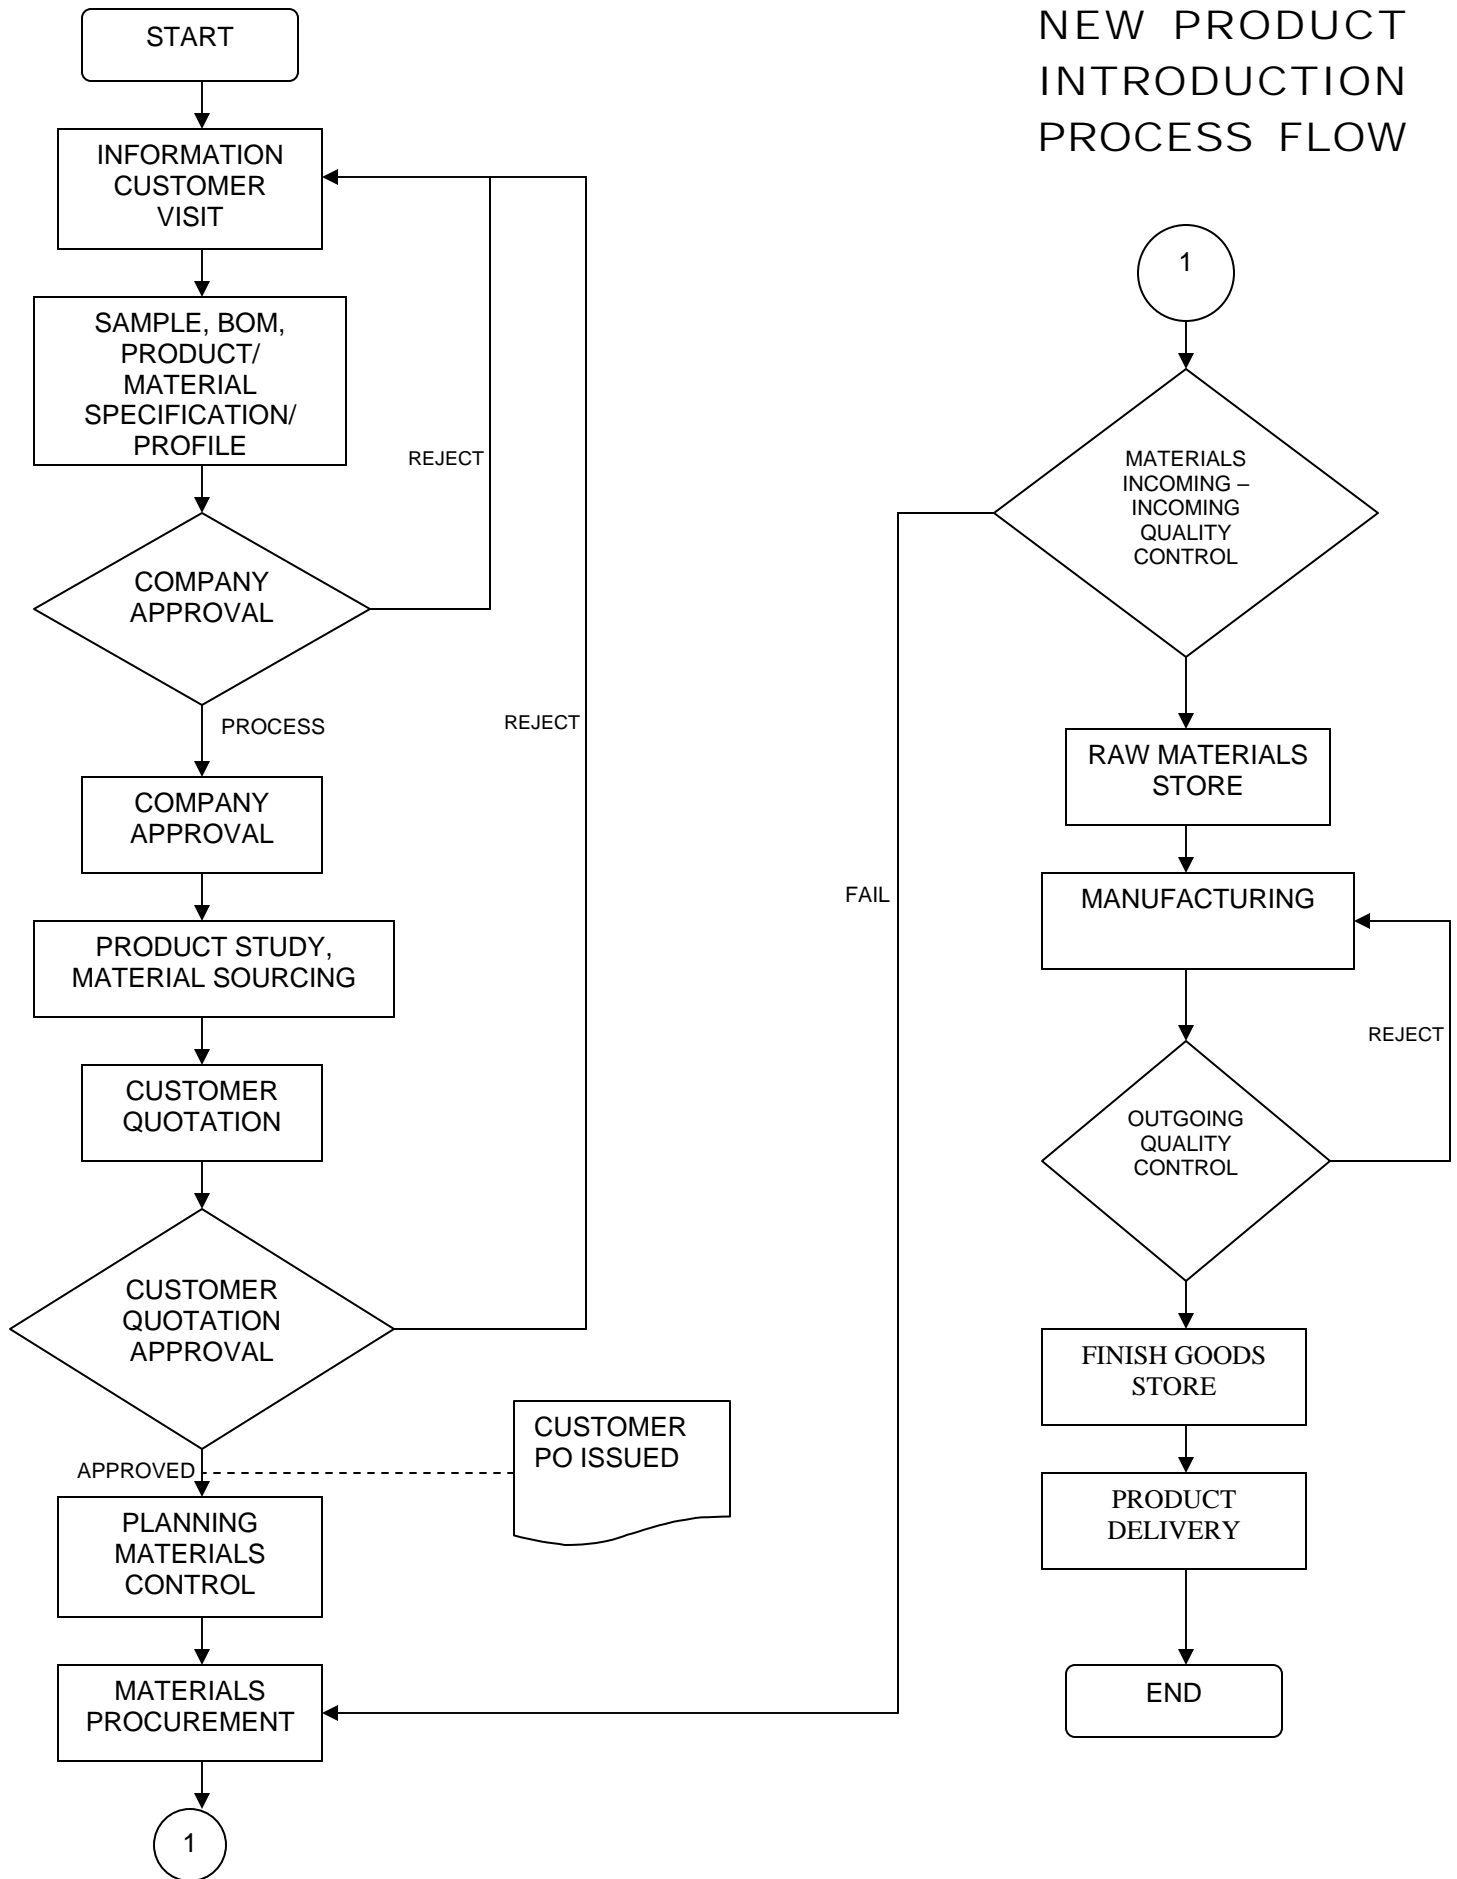 NEW PRODUCT
INTRODUCTION
PROCESS FLOW
START
INFORMATION
CUSTOMER
VISIT
SAMPLE, BOM,
PRODUCT/
MATERIAL
SPECIFICATION/
PROFILE
REJECT
COMPANY
APPROVAL
PROCESS
REJECT
COMPANY
APPROVAL
PRODUCT STUDY,
MATERIAL SOURCING
CUSTOMER
QUOTATION
CUSTOMER
QUOTATION
APPROVAL
APPROVED
CUSTOMER
PO ISSUED
PLANNING
MATERIALS
CONTROL
MATERIALS
PROCUREMENT
1
1
MATERIALS
INCOMING –
INCOMING
QUALITY
CONTROL
FAIL
RAW MATERIALS
STORE
MANUFACTURING
REJECT
OUTGOING
QUALITY
CONTROL
FINISH GOODS
STORE
PRODUCT
DELIVERY
END